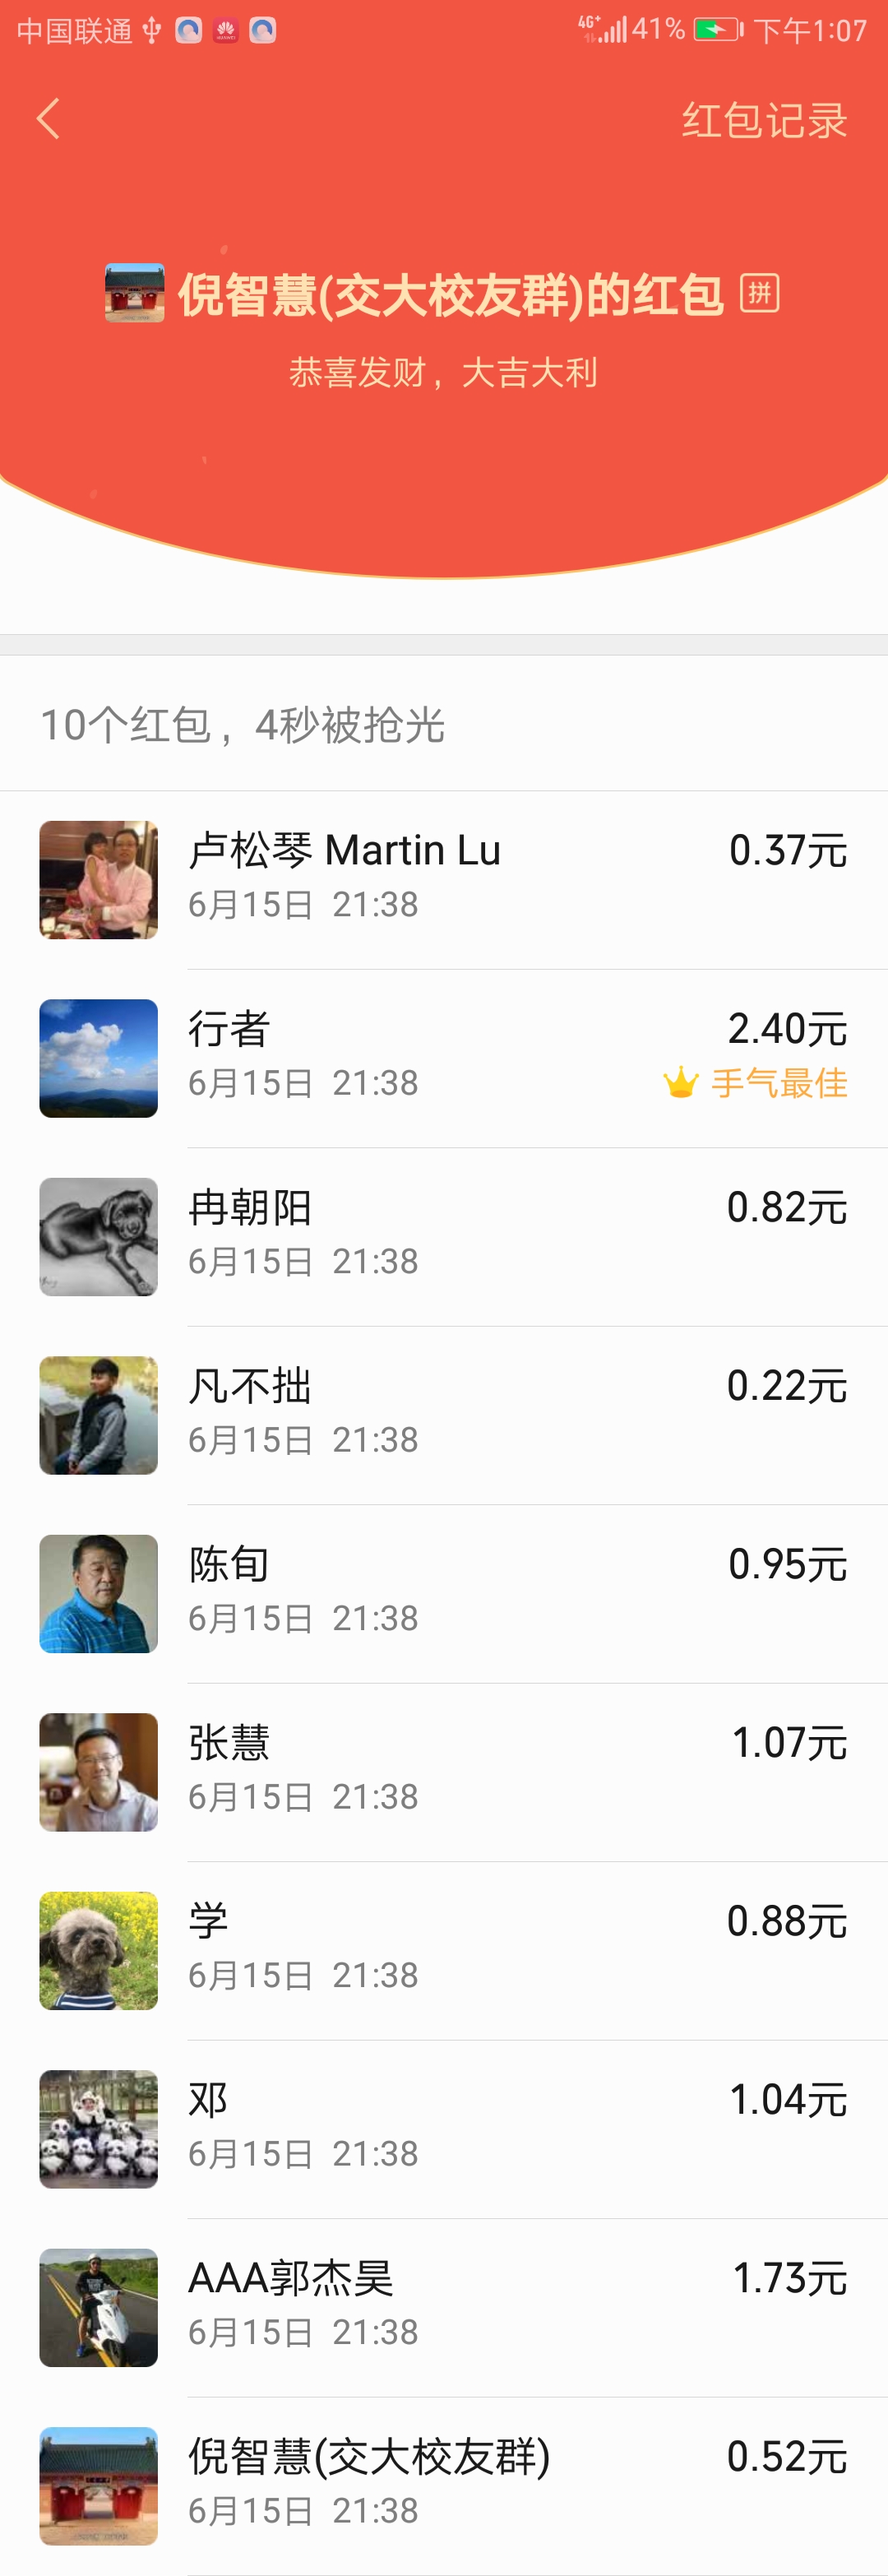 中国联通 4G+ 41% 下午1:07
红包记录
倪智慧(交大校友群)的红包 拼
恭喜发财，大吉大利
10个红包，4秒被抢光
卢松琴 Martin Lu 0.37元
6月15日 21:38
行者 2.40元
6月15日 21:38 手气最佳
冉朝阳 0.82元
6月15日 21:38
凡不拙 0.22元
6月15日 21:38
陈旬 0.95元
6月15日 21:38
张慧 1.07元
6月15日 21:38
学 0.88元
6月15日 21:38
邓 1.04元
6月15日 21:38
AAA郭杰昊 1.73元
6月15日 21:38
倪智慧(交大校友群) 0.52元
6月15日 21:38